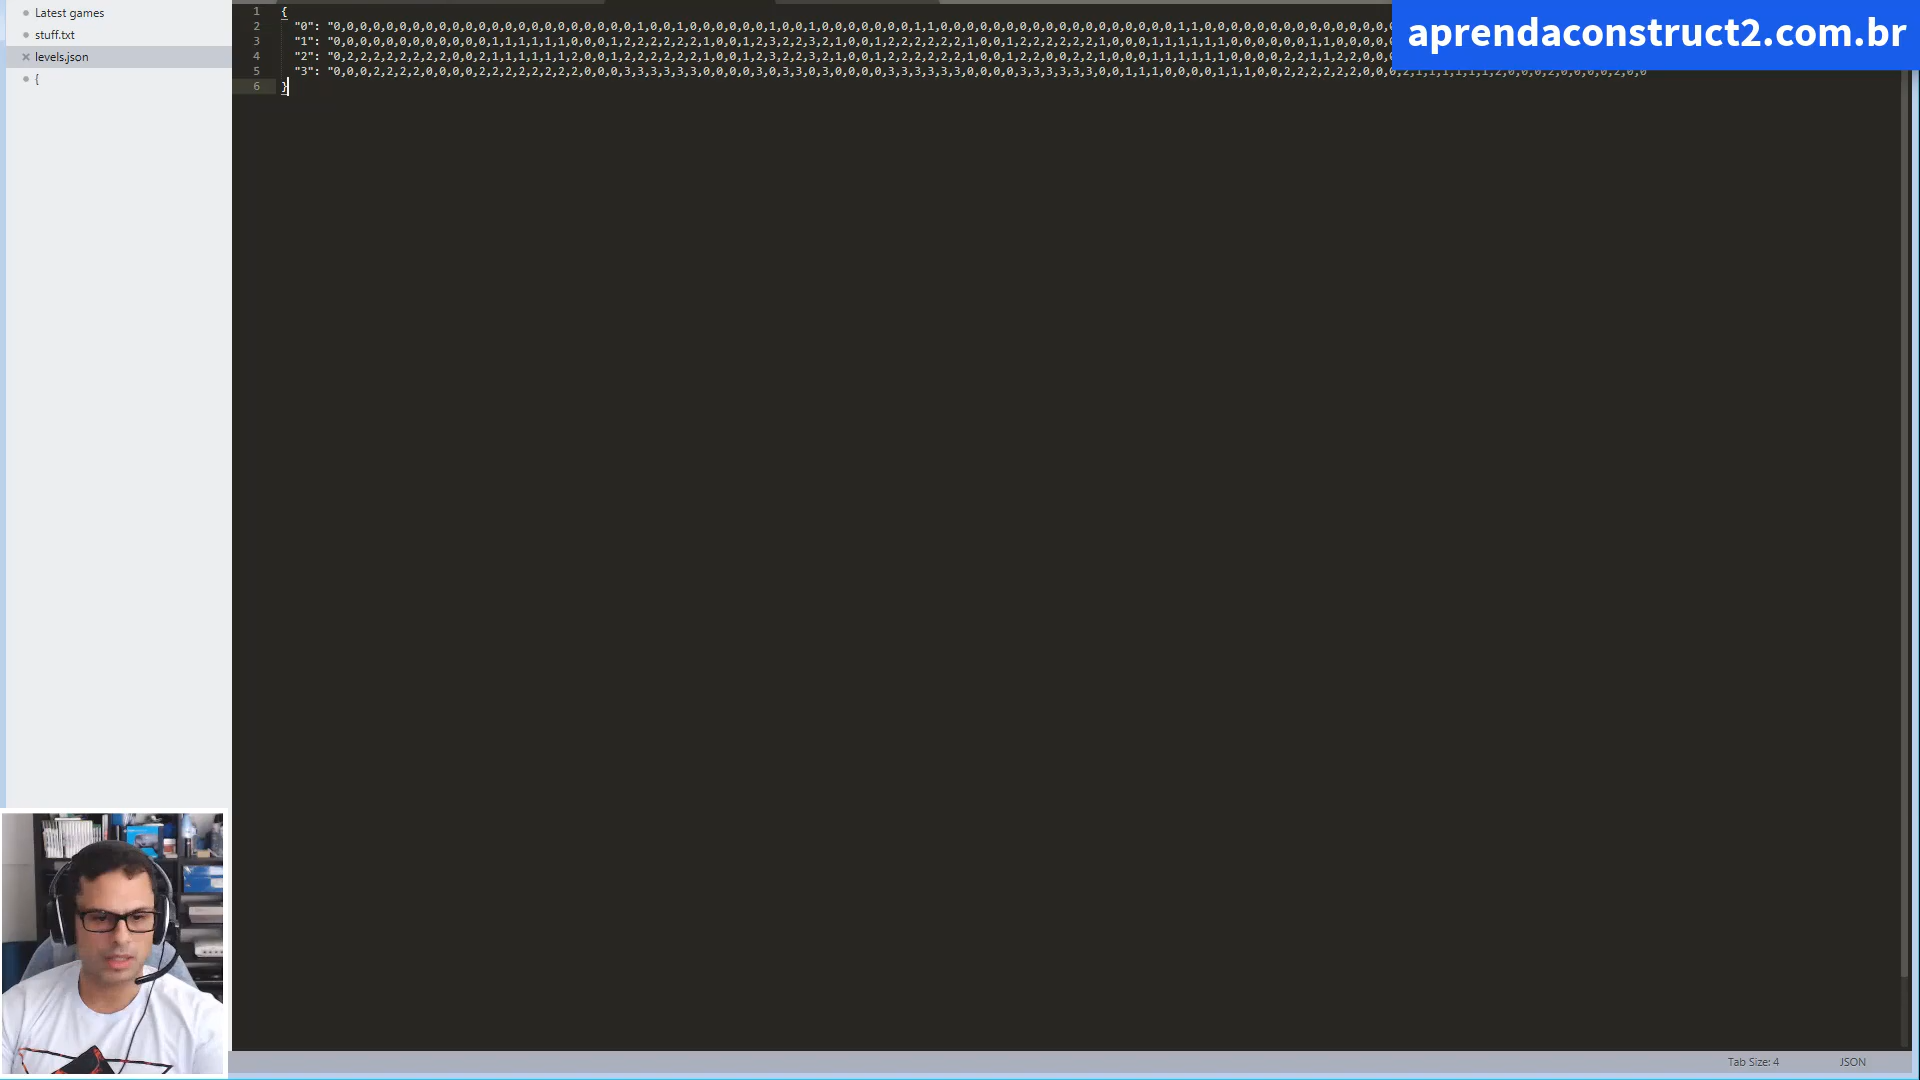 aprendaconstruct2.com.br
Latest games
stuff.txt
levels.json
{
1 {
2 "0": "0,0,0,0,0,0,0,0,0,0,0,0,0,0,0,0,0,0,0,0,0,0,0,1,0,0,1,0,0,0,0,0,0,1,0,0,1,0,0,0,0,0,0,0,1,1,0,0,0,0,0,0,0,0,0,0,0,0,0,0,0,0,0,0,1,1,0,0,0,0,0,0,0,0,0,0,0,0,0,0,
3 "1": "0,0,0,0,0,0,0,0,0,0,0,0,1,1,1,1,1,1,0,0,0,1,2,2,2,2,2,2,1,0,0,1,2,3,2,2,3,2,1,0,0,1,2,2,2,2,2,2,1,0,0,1,2,2,2,2,2,2,1,0,0,0,1,1,1,1,1,1,0,0,0,0,0,0,1,1,0,0,0,0,
4 "2": "0,2,2,2,2,2,2,2,2,0,0,2,1,1,1,1,1,1,2,0,0,1,2,2,2,2,2,2,1,0,0,1,2,3,2,2,3,2,1,0,0,1,2,2,2,2,2,2,1,0,0,1,2,2,0,0,2,2,1,0,0,0,1,1,1,1,1,1,0,0,0,0,2,2,1,1,2,2,0,0,
5 "3": "0,0,0,2,2,2,2,0,0,0,0,2,2,2,2,2,2,2,2,0,0,0,3,3,3,3,3,3,0,0,0,0,3,0,3,3,0,3,0,0,0,0,3,3,3,3,3,3,0,0,0,0,3,3,3,3,3,3,0,0,1,1,1,0,0,0,0,1,1,1,0,0,2,2,2,2,2,2,0,0,0,2,1,1,1,1,1,1,2,0,0,0,2,0,0,0,0,2,0,0
6 }
Tab Size: 4
JSON